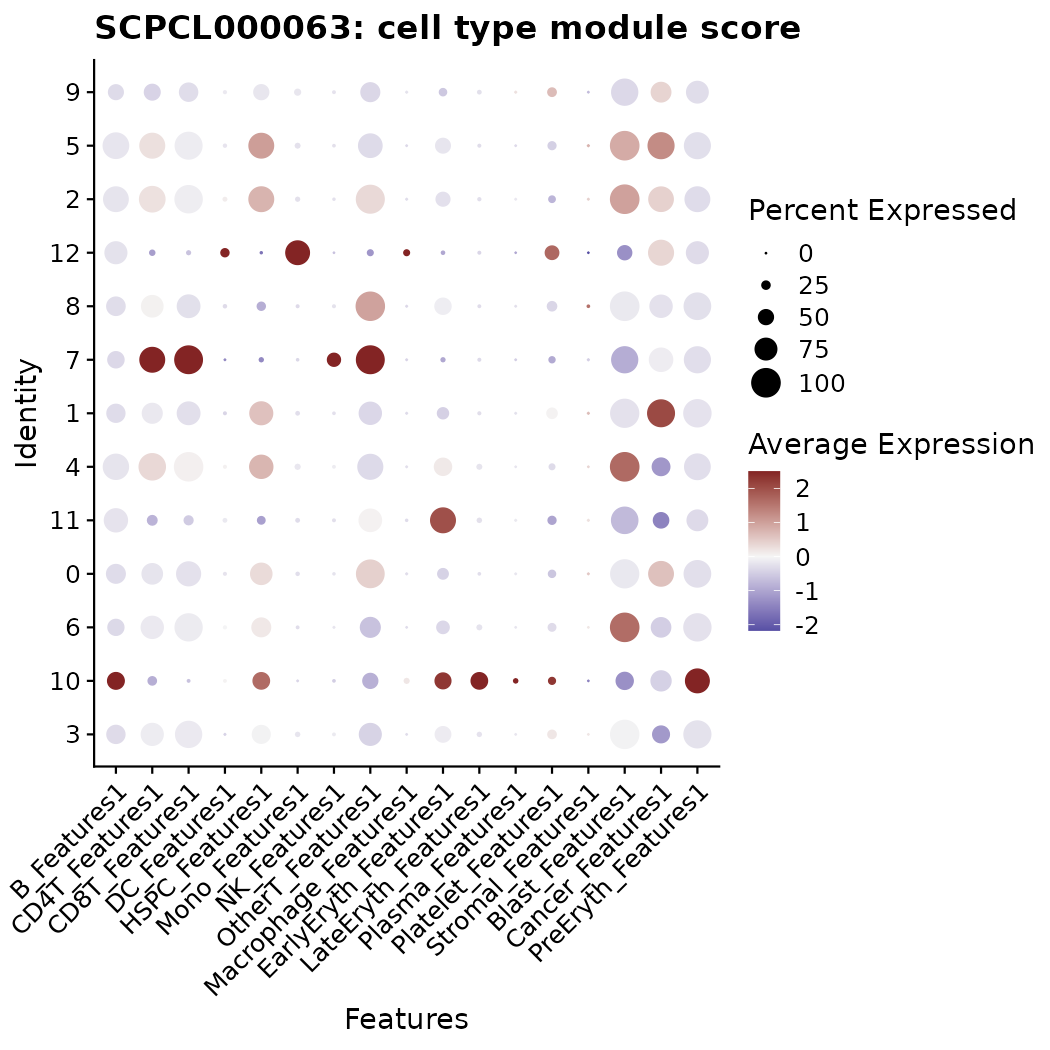 SCPCL000063: cell type module score
9
5
2
12
8
7
1
4
11
0
6
10
3
Identity
B_Features1
CD4T_Features1
CD8T_Features1
DC_Features1
HSPC_Features1
Mono_Features1
NK_Features1
OtherT_Features1
Macrophage_Features1
EarlyEryth_Features1
LateEryth_Features1
Plasma_Features1
Platelet_Features1
Stromal_Features1
Blast_Features1
Cancer_Features1
PreEryth_Features1
Features
Percent Expressed
0
25
50
75
100
Average Expression
2
1
0
-1
-2